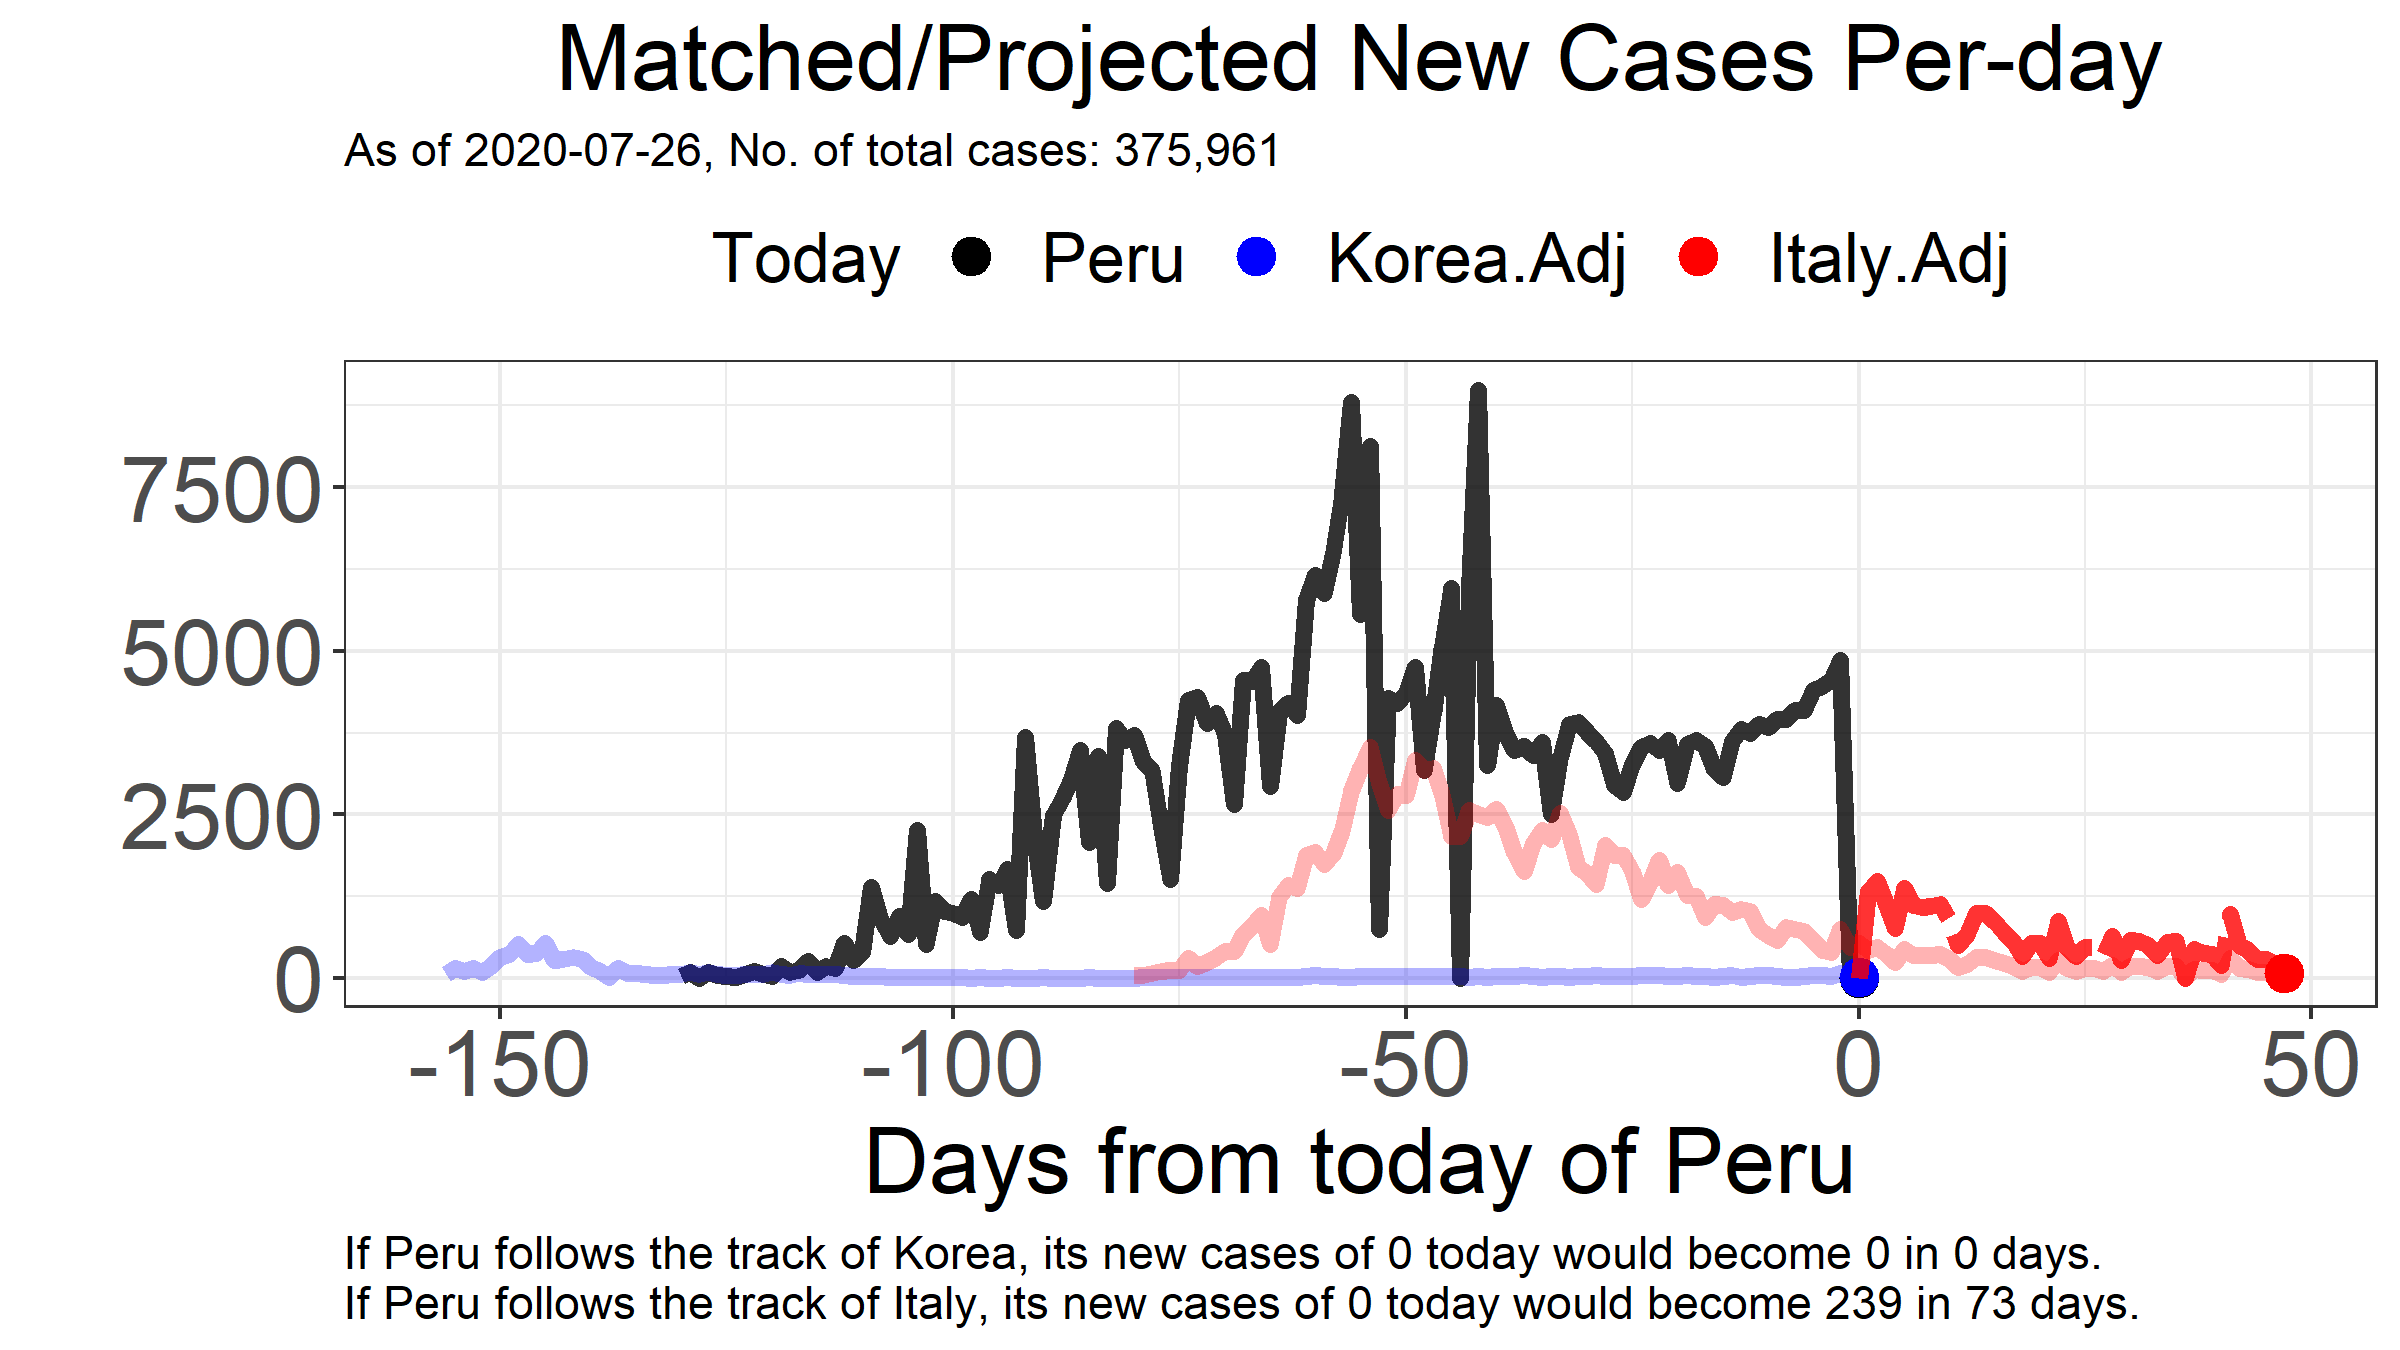 Matched/Projected New Cases Per-day
As of 2020-07-26, No. of total cases: 375,961
Today Peru Korea.Adj Italy.Adj
7500
5000
2500
0
-150 -100 -50 0 50
Days from today of Peru
If Peru follows the track of Korea, its new cases of 0 today would become 0 in 0 days.
If Peru follows the track of Italy, its new cases of 0 today would become 239 in 73 days.